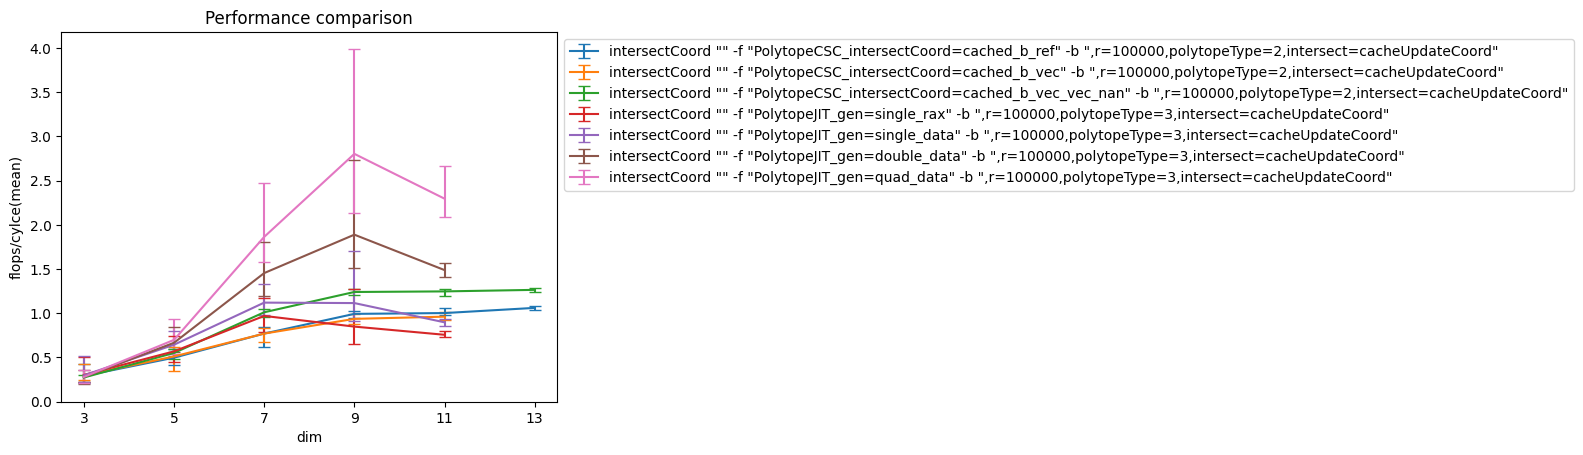 Performance comparison
flops/cylce(mean)
4.0
3.5
3.0
2.5
2.0
1.5
1.0
0.5
0.0
3 5 7 9 11 13
dim
intersectCoord "" -f "PolytopeCSC_intersectCoord=cached_b_ref" -b ",r=100000,polytopeType=2,intersect=cacheUpdateCoord"
intersectCoord "" -f "PolytopeCSC_intersectCoord=cached_b_vec" -b ",r=100000,polytopeType=2,intersect=cacheUpdateCoord"
intersectCoord "" -f "PolytopeCSC_intersectCoord=cached_b_vec_vec_nan" -b ",r=100000,polytopeType=2,intersect=cacheUpdateCoord"
intersectCoord "" -f "PolytopeJIT_gen=single_rax" -b ",r=100000,polytopeType=3,intersect=cacheUpdateCoord"
intersectCoord "" -f "PolytopeJIT_gen=single_data" -b ",r=100000,polytopeType=3,intersect=cacheUpdateCoord"
intersectCoord "" -f "PolytopeJIT_gen=double_data" -b ",r=100000,polytopeType=3,intersect=cacheUpdateCoord"
intersectCoord "" -f "PolytopeJIT_gen=quad_data" -b ",r=100000,polytopeType=3,intersect=cacheUpdateCoord"